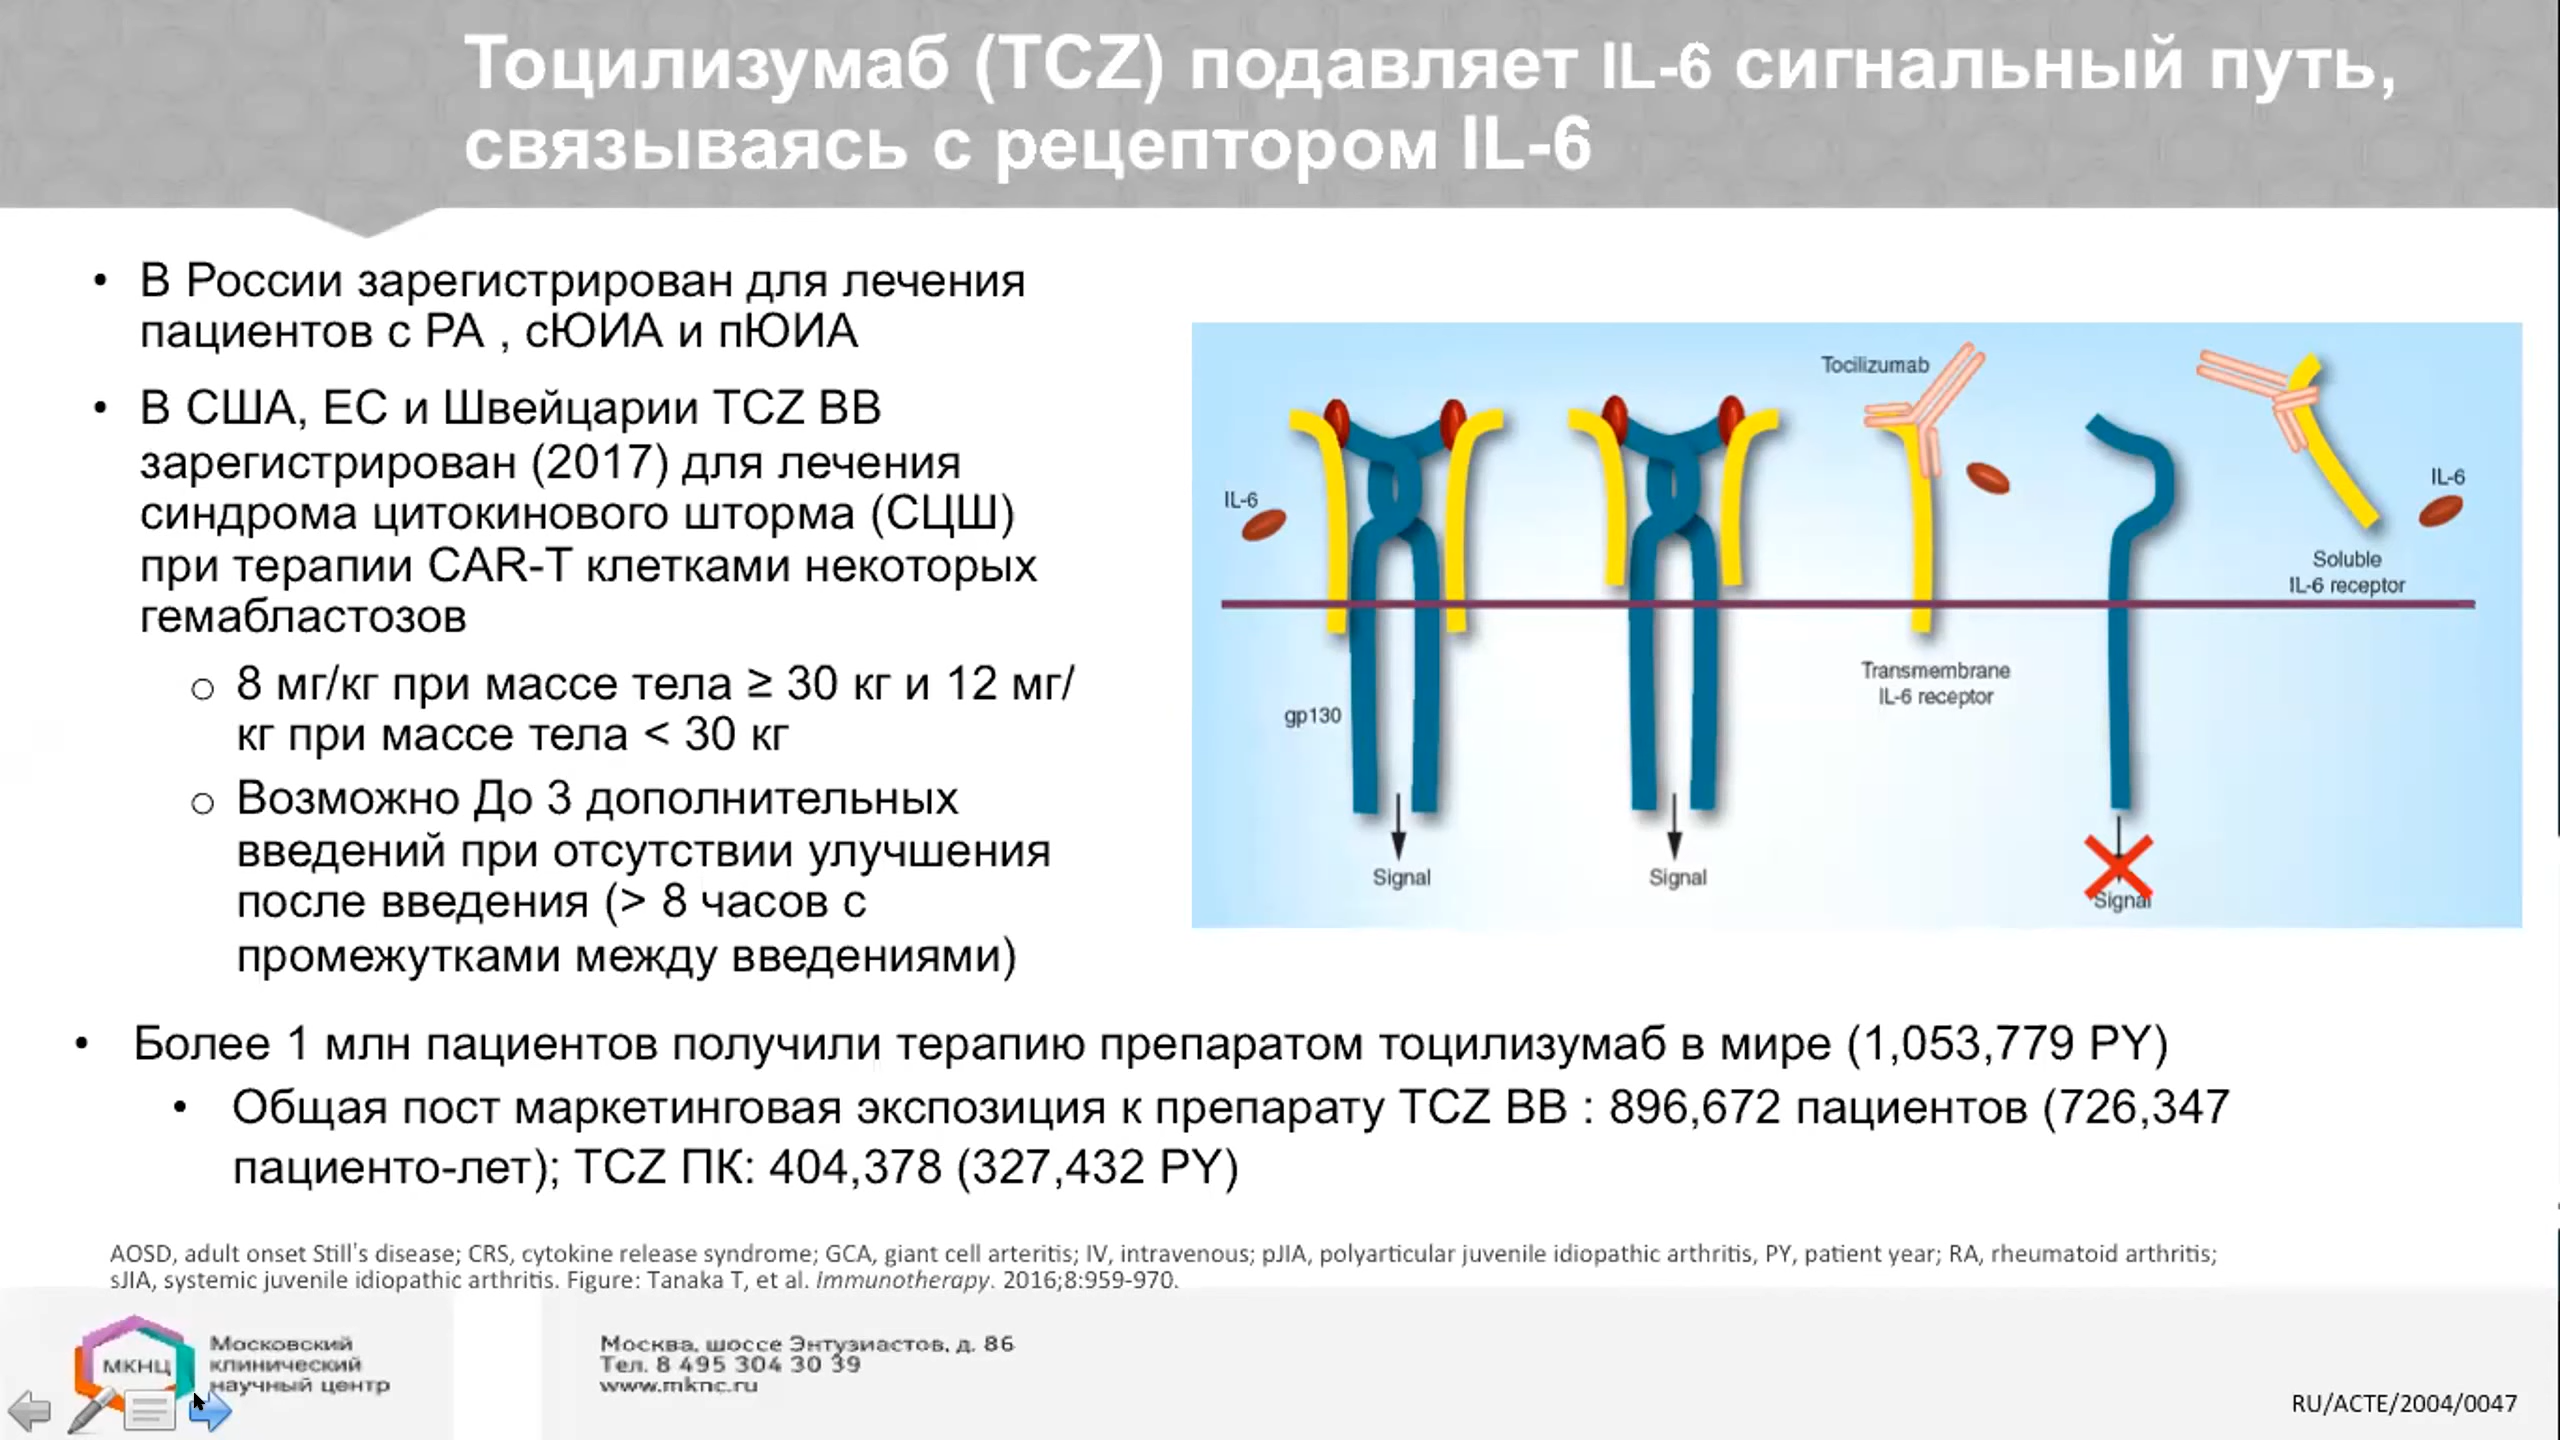 Тоцилизумаб (TCZ) подавляет IL-6 сигнальный путь,
связываясь с рецептором IL-6
• В России зарегистрирован для лечения
пациентов с РА , сЮИА и пЮИА
• В США, ЕС и Швейцарии TCZ ВВ
зарегистрирован (2017) для лечения
синдрома цитокинового шторма (СЦШ)
при терапии CAR-T клетками некоторых
гемабластозов
o 8 мг/кг при массе тела ≥ 30 кг и 12 мг/
кг при массе тела < 30 кг
o Возможно До 3 дополнительных
введений при отсутствии улучшения
после введения (> 8 часов с
промежутками между введениями)
Tocilizumab
IL-6
IL-6
Soluble
IL-6 receptor
Transmembrane
IL-6 receptor
gp130
Signal
Signal
Signal
• Более 1 млн пациентов получили терапию препаратом тоцилизумаб в мире (1,053,779 PY)
• Общая пост маркетинговая экспозиция к препарату TCZ ВВ : 896,672 пациентов (726,347
пациенто-лет); TCZ ПК: 404,378 (327,432 PY)
AOSD, adult onset Still's disease; CRS, cytokine release syndrome; GCA, giant cell arteritis; IV, intravenous; pJIA, polyarticular juvenile idiopathic arthritis, PY, patient year; RA, rheumatoid arthritis;
sJIA, systemic juvenile idiopathic arthritis. Figure: Tanaka T, et al. Immunotherapy. 2016;8:959-970.
МКНЦ
Московский
клинический
научный центр
Москва, шоссе Энтузиастов, д. 86
Тел. 8 495 304 30 39
www.mknc.ru
RU/ACTE/2004/0047